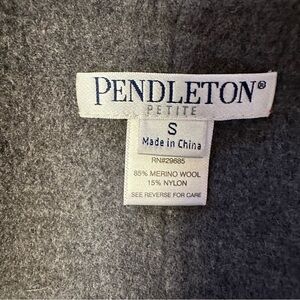 PENDLETON®
PETITE
S
Made in China
RN#29685
85% MERINO WOOL
15% NYLON
SEE REVERSE FOR CARE